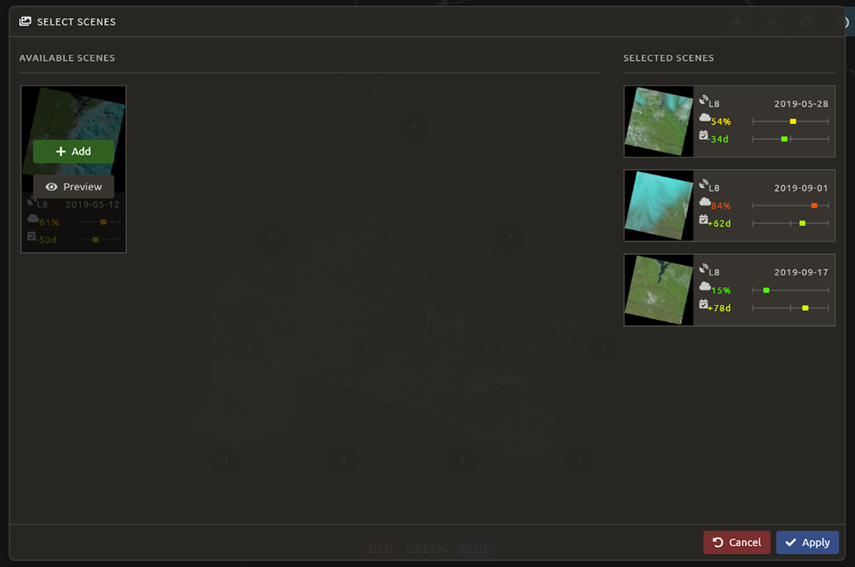 SELECT SCENES
AVAILABLE SCENES
Add
Preview
L8 2019-05-12
61%
-50d
SELECTED SCENES
L8 2019-05-28
54%
-34d
L8 2019-09-01
84%
+62d
L8 2019-09-17
15%
+78d
RED GREEN BLUE
Cancel
Apply